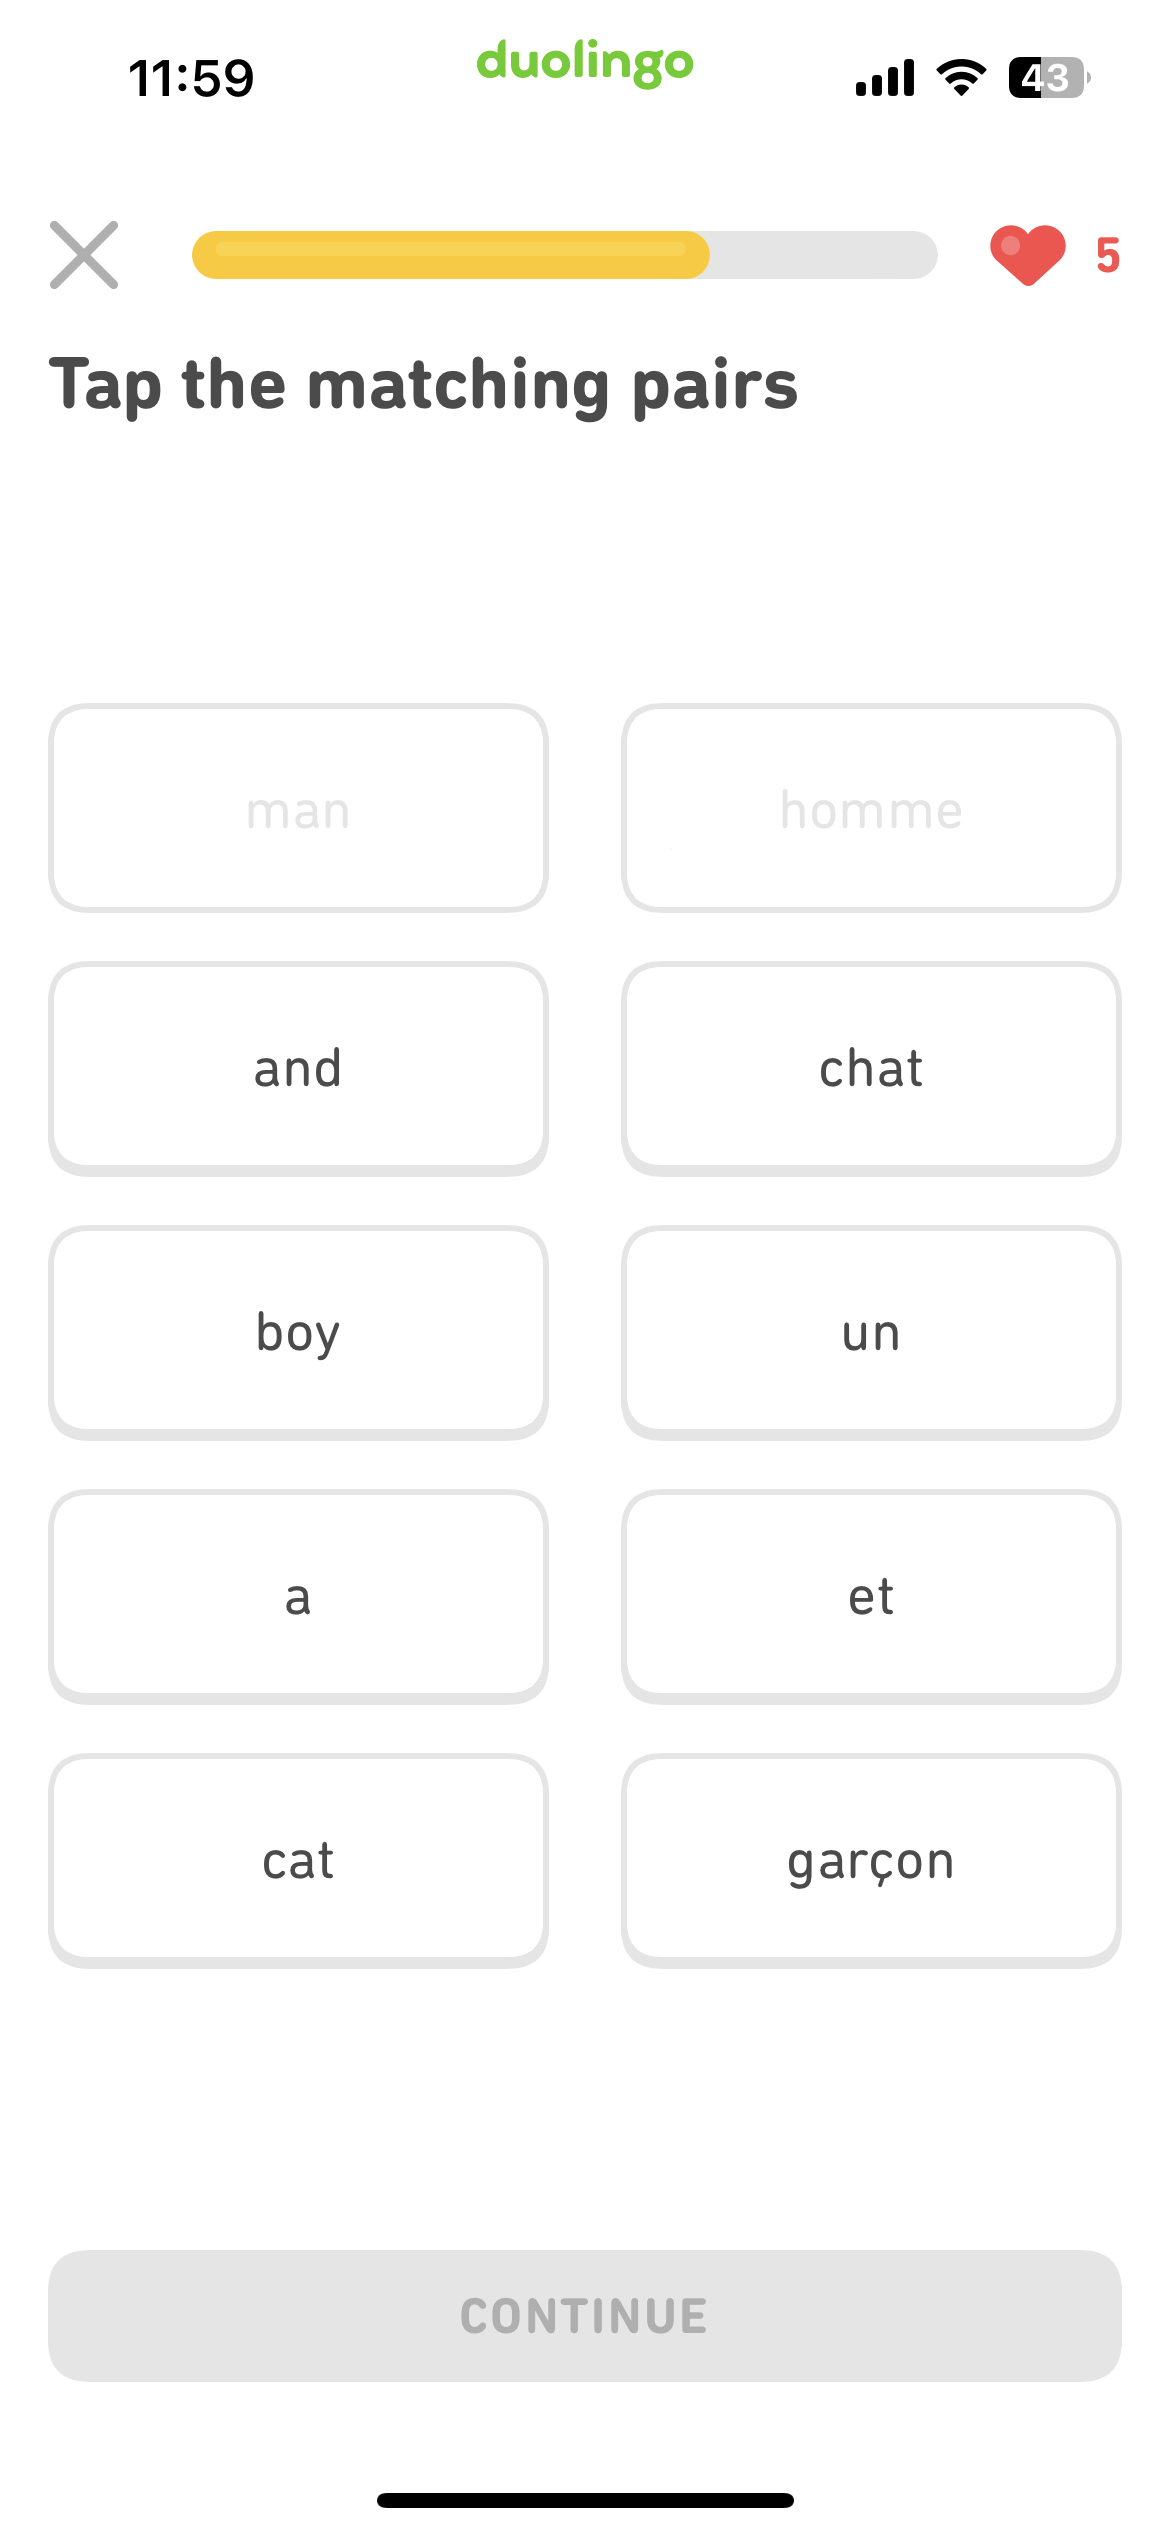 11:59
duolingo
43
5
Tap the matching pairs
man
homme
and
chat
boy
un
a
et
cat
garçon
CONTINUE